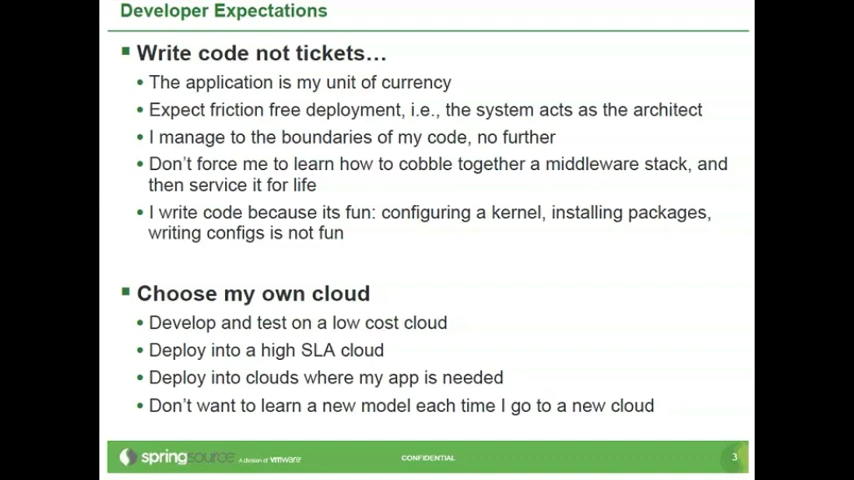 Developer Expectations
Write code not tickets…
The application is my unit of currency
Expect friction free deployment, i.e., the system acts as the architect
I manage to the boundaries of my code, no further
Don't force me to learn how to cobble together a middleware stack, and
then service it for life
I write code because its fun: configuring a kernel, installing packages,
writing configs is not fun
Choose my own cloud
Develop and test on a low cost cloud
Deploy into a high SLA cloud
Deploy into clouds where my app is needed
Don't want to learn a new model each time I go to a new cloud
springsource A division of vmware CONFIDENTIAL 3